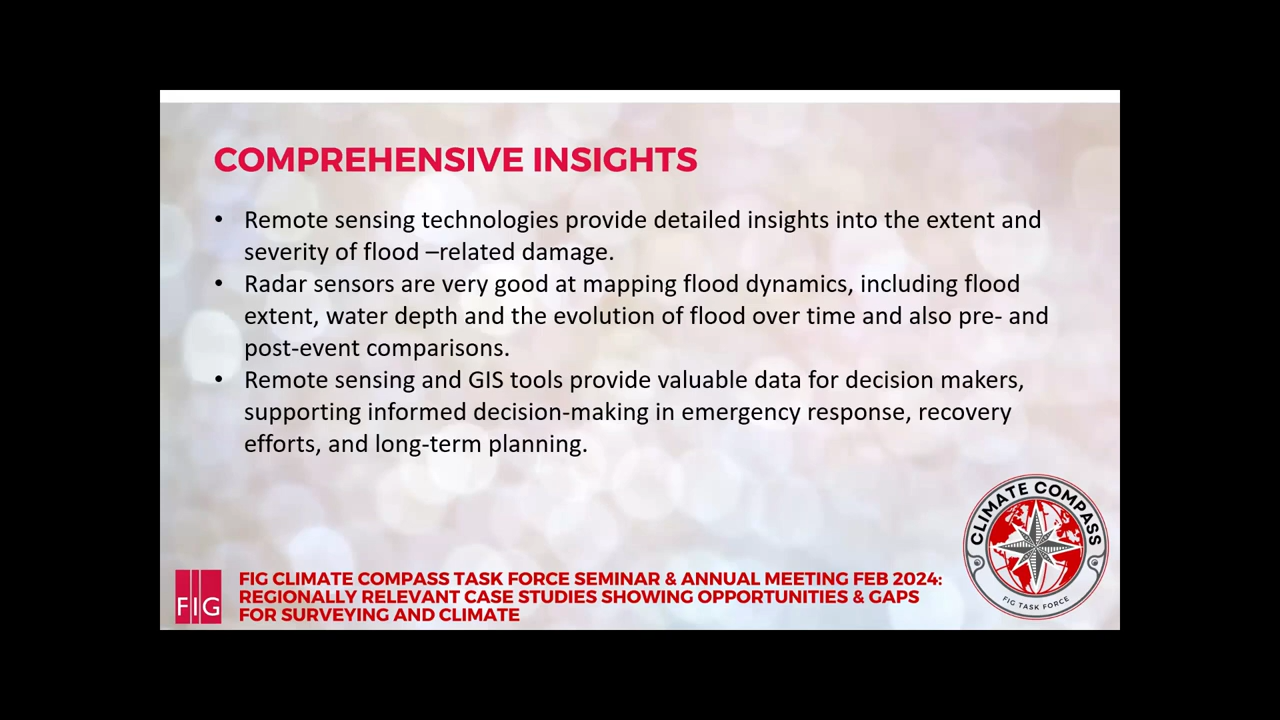 COMPREHENSIVE INSIGHTS
• Remote sensing technologies provide detailed insights into the extent and
severity of flood –related damage.
• Radar sensors are very good at mapping flood dynamics, including flood
extent, water depth and the evolution of flood over time and also pre- and
post-event comparisons.
• Remote sensing and GIS tools provide valuable data for decision makers,
supporting informed decision-making in emergency response, recovery
efforts, and long-term planning.
CLIMATE COMPASS
FIG TASK FORCE
FIG
FIG CLIMATE COMPASS TASK FORCE SEMINAR & ANNUAL MEETING FEB 2024:
REGIONALLY RELEVANT CASE STUDIES SHOWING OPPORTUNITIES & GAPS
FOR SURVEYING AND CLIMATE